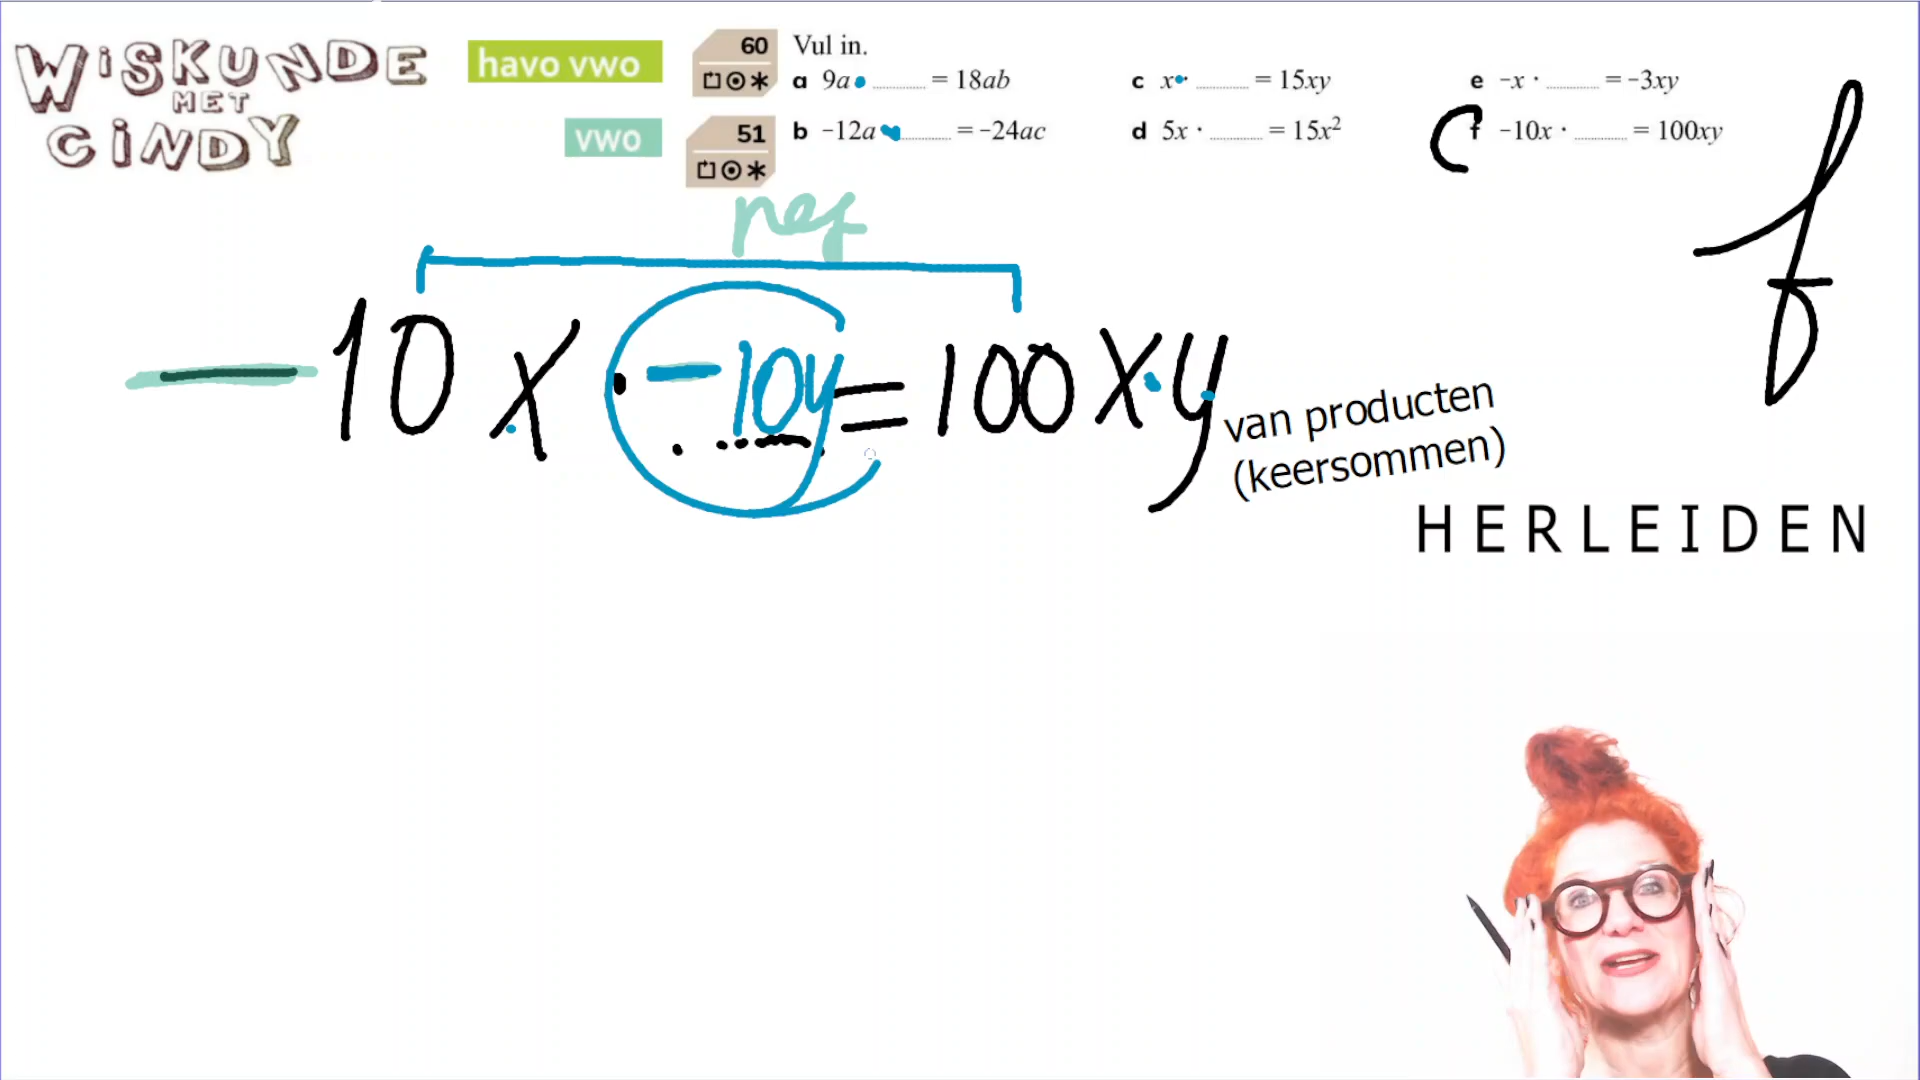 WiSKUNDE
MET
CiNDY
havo vwo
vwo
60
51
Vul in.
a 9a · ............ = 18ab
b −12a · ............ = −24ac
c x · ............ = 15xy
d 5x · ............ = 15x²
e −x · ............ = −3xy
f −10x · ............ = 100xy
f
neg
−10x · −10y = 100x·y
van producten
(keersommen)
HERLEIDEN